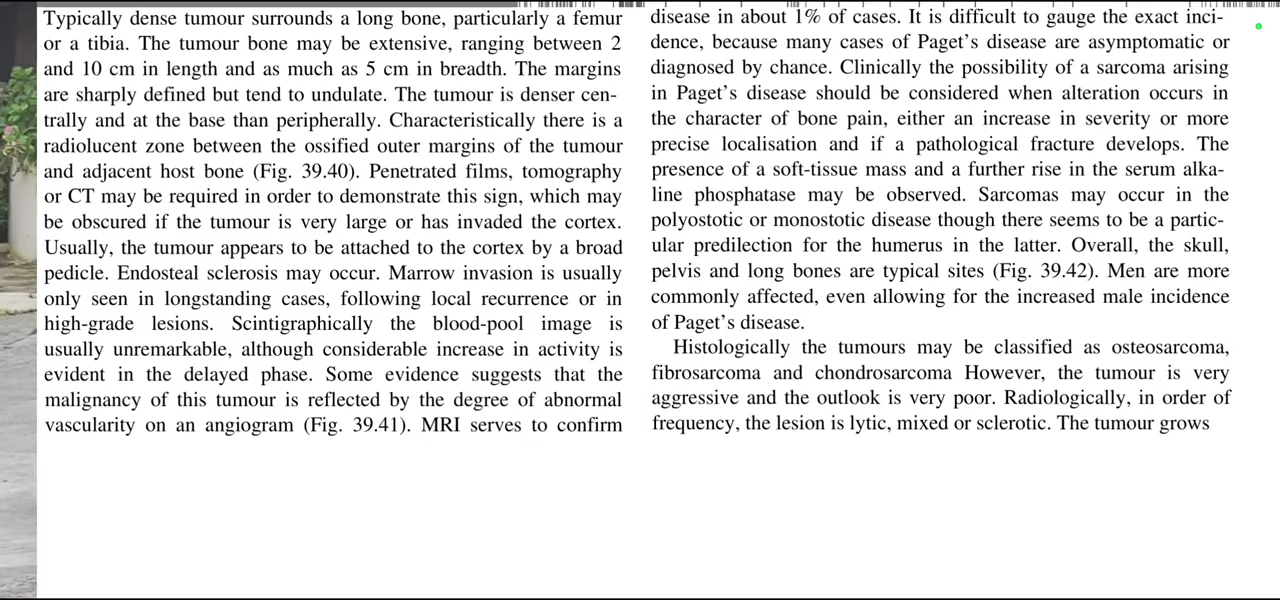 Typically dense tumour surrounds a long bone, particularly a femur
or a tibia. The tumour bone may be extensive, ranging between 2
and 10 cm in length and as much as 5 cm in breadth. The margins
are sharply defined but tend to undulate. The tumour is denser cen-
trally and at the base than peripherally. Characteristically there is a
radiolucent zone between the ossified outer margins of the tumour
and adjacent host bone (Fig. 39.40). Penetrated films, tomography
or CT may be required in order to demonstrate this sign, which may
be obscured if the tumour is very large or has invaded the cortex.
Usually, the tumour appears to be attached to the cortex by a broad
pedicle. Endosteal sclerosis may occur. Marrow invasion is usually
only seen in longstanding cases, following local recurrence or in
high-grade lesions. Scintigraphically the blood-pool image is
usually unremarkable, although considerable increase in activity is
evident in the delayed phase. Some evidence suggests that the
malignancy of this tumour is reflected by the degree of abnormal
vascularity on an angiogram (Fig. 39.41). MRI serves to confirm
disease in about 1% of cases. It is difficult to gauge the exact inci-
dence, because many cases of Paget's disease are asymptomatic or
diagnosed by chance. Clinically the possibility of a sarcoma arising
in Paget's disease should be considered when alteration occurs in
the character of bone pain, either an increase in severity or more
precise localisation and if a pathological fracture develops. The
presence of a soft-tissue mass and a further rise in the serum alka-
line phosphatase may be observed. Sarcomas may occur in the
polyostotic or monostotic disease though there seems to be a partic-
ular predilection for the humerus in the latter. Overall, the skull,
pelvis and long bones are typical sites (Fig. 39.42). Men are more
commonly affected, even allowing for the increased male incidence
of Paget's disease.
Histologically the tumours may be classified as osteosarcoma,
fibrosarcoma and chondrosarcoma However, the tumour is very
aggressive and the outlook is very poor. Radiologically, in order of
frequency, the lesion is lytic, mixed or sclerotic. The tumour grows